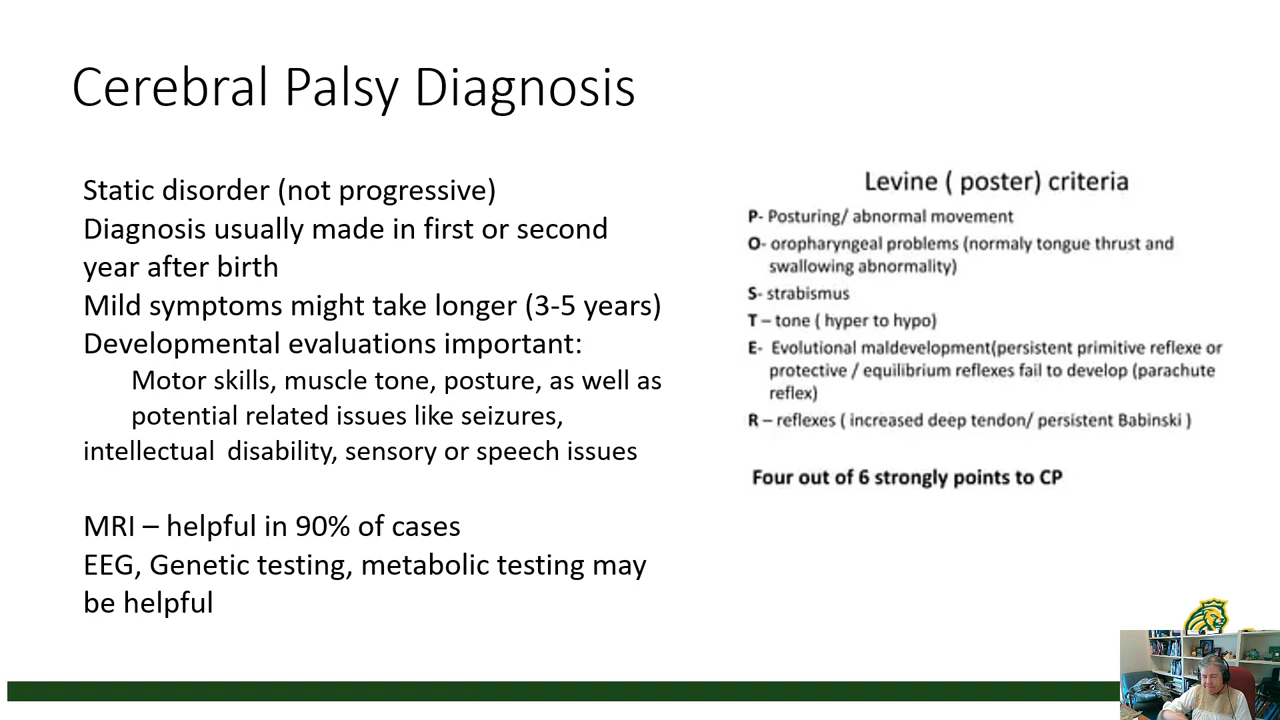 Cerebral Palsy Diagnosis
Static disorder (not progressive)
Diagnosis usually made in first or second
year after birth
Mild symptoms might take longer (3-5 years)
Developmental evaluations important:
Motor skills, muscle tone, posture, as well as
potential related issues like seizures,
intellectual disability, sensory or speech issues
MRI – helpful in 90% of cases
EEG, Genetic testing, metabolic testing may
be helpful
Levine ( poster) criteria
P- Posturing/ abnormal movement
O- oropharyngeal problems (normaly tongue thrust and
swallowing abnormality)
S- strabismus
T – tone ( hyper to hypo)
E- Evolutional maldevelopment(persistent primitive reflexe or
protective / equilibrium reflexes fail to develop (parachute
reflex)
R – reflexes ( increased deep tendon/ persistent Babinski )
Four out of 6 strongly points to CP